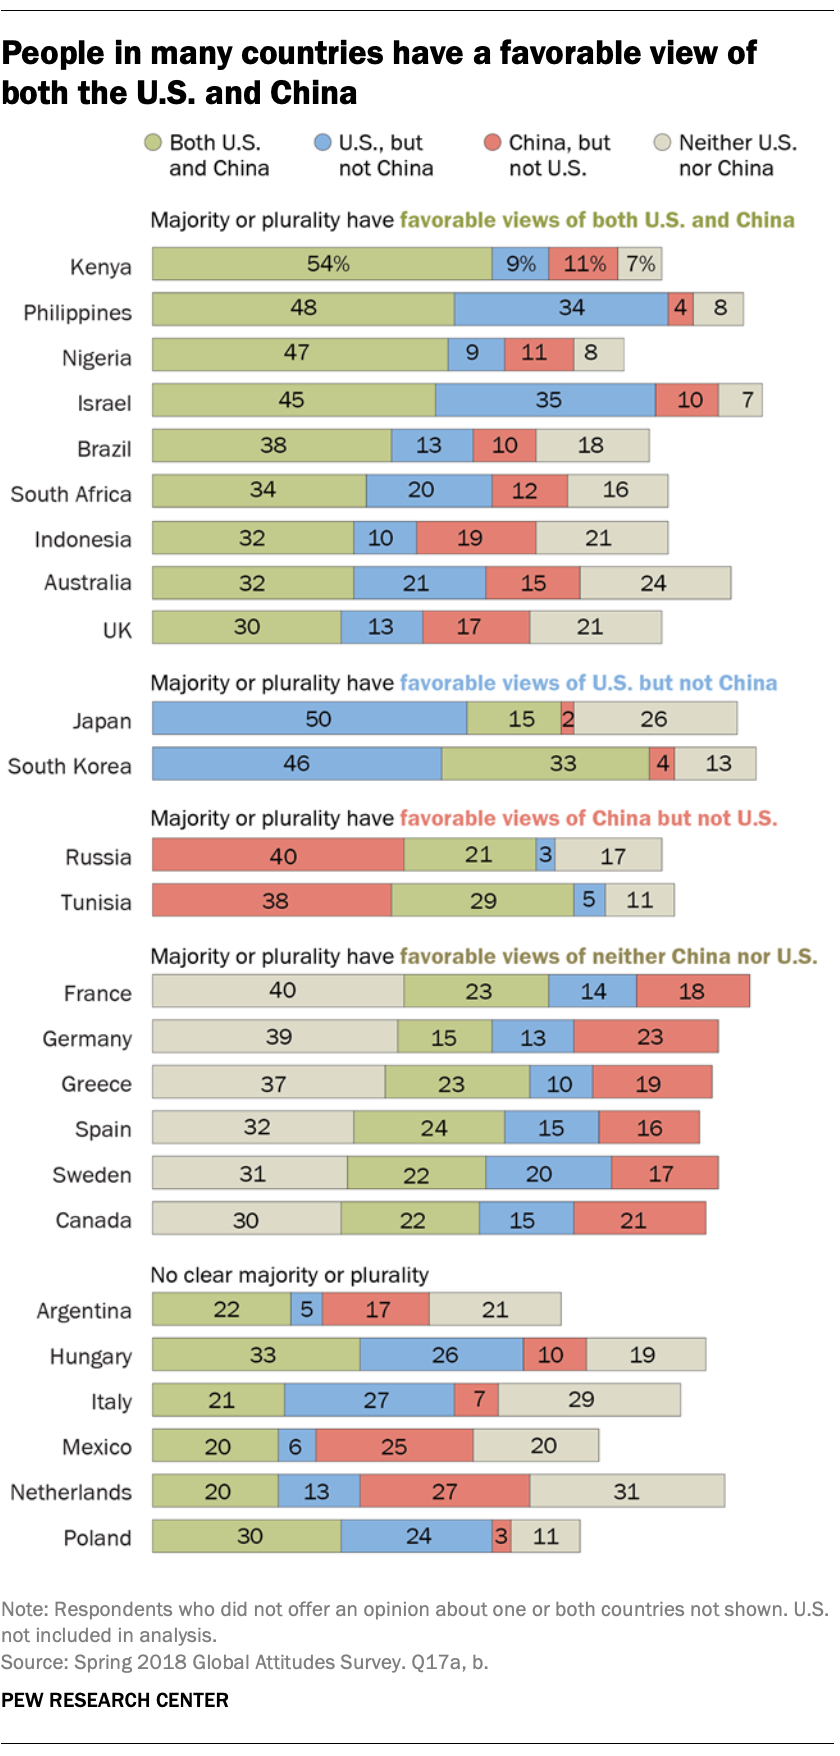 People in many countries have a favorable view of
both the U.S. and China
Both U.S. and China
U.S., but not China
China, but not U.S.
Neither U.S. nor China
Majority or plurality have favorable views of both U.S. and China
Kenya 54% 9% 11% 7%
Philippines 48 34 4 8
Nigeria 47 9 11 8
Israel 45 35 10 7
Brazil 38 13 10 18
South Africa 34 20 12 16
Indonesia 32 10 19 21
Australia 32 21 15 24
UK 30 13 17 21
Majority or plurality have favorable views of U.S. but not China
Japan 50 15 2 26
South Korea 46 33 4 13
Majority or plurality have favorable views of China but not U.S.
Russia 40 21 3 17
Tunisia 38 29 5 11
Majority or plurality have favorable views of neither China nor U.S.
France 40 23 14 18
Germany 39 15 13 23
Greece 37 23 10 19
Spain 32 24 15 16
Sweden 31 22 20 17
Canada 30 22 15 21
No clear majority or plurality
Argentina 22 5 17 21
Hungary 33 26 10 19
Italy 21 27 7 29
Mexico 20 6 25 20
Netherlands 20 13 27 31
Poland 30 24 3 11
Note: Respondents who did not offer an opinion about one or both countries not shown. U.S.
not included in analysis.
Source: Spring 2018 Global Attitudes Survey. Q17a, b.
PEW RESEARCH CENTER